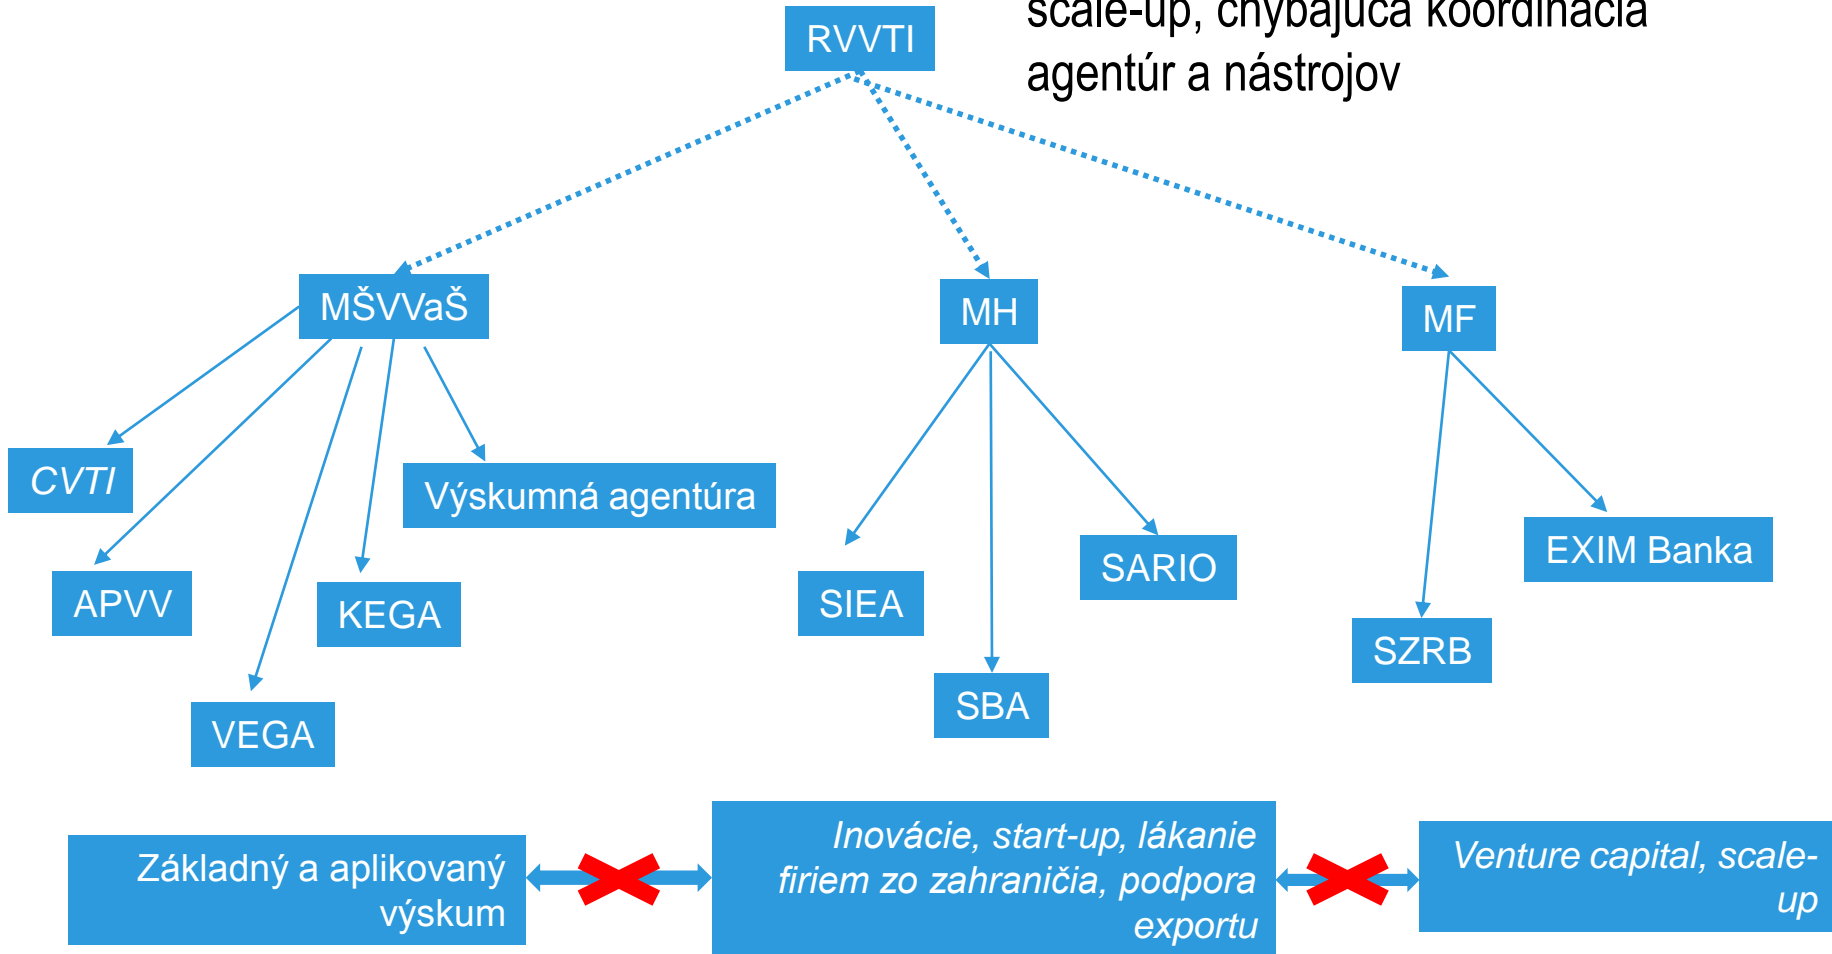 scale-up, chýbajúca koordinácia
agentúr a nástrojov
RVVTI
MŠVVaŠ
MH
MF
CVTI
Výskumná agentúra
APVV
KEGA
VEGA
SIEA
SBA
SARIO
SZRB
EXIM Banka
Základný a aplikovaný
výskum
Inovácie, start-up, lákanie
firiem zo zahraničia, podpora
exportu
Venture capital, scale-
up